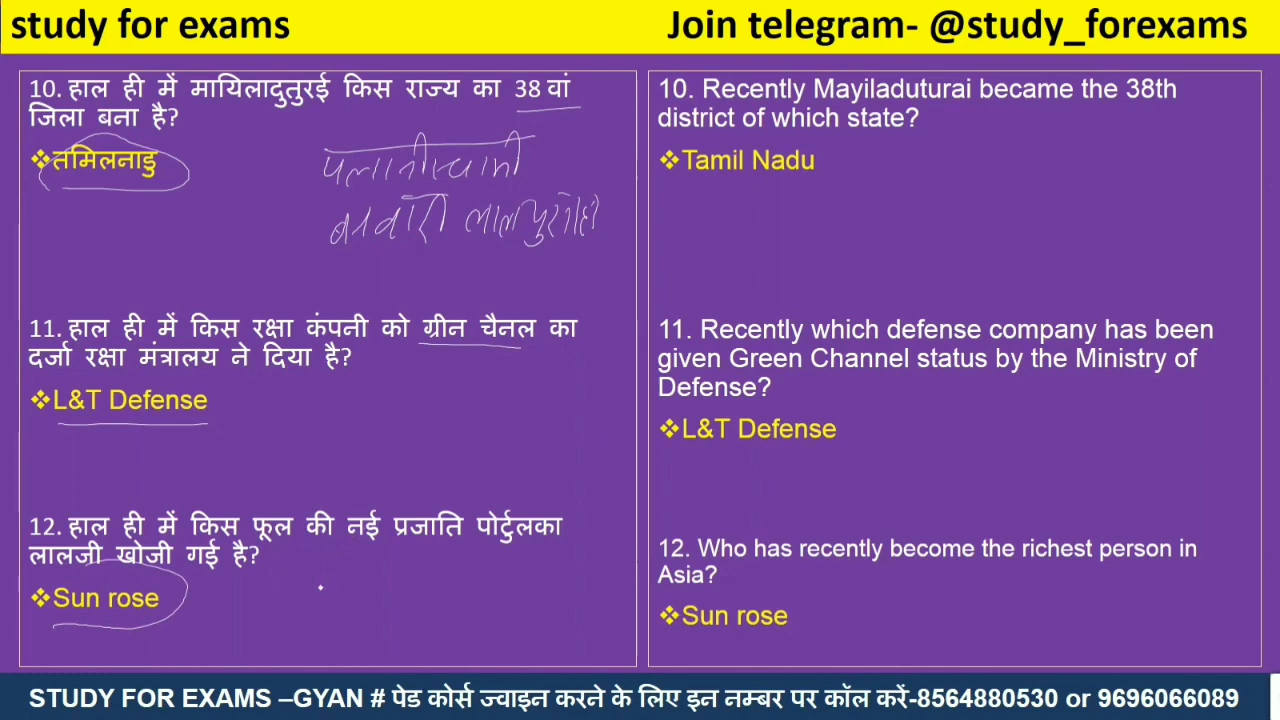 study for exams
Join telegram- @study_forexams
10. हाल ही में मायिलादुतुरई किस राज्य का 38 वां
जिला बना है?
❖तमिलनाडु
पलानीस्वामी
बनवारी लाल पुरोहित
11. हाल ही में किस रक्षा कंपनी को ग्रीन चैनल का
दर्जा रक्षा मंत्रालय ने दिया है?
❖L&T Defense
12. हाल ही में किस फूल की नई प्रजाति पोर्टुलका
लालजी खोजी गई है?
❖Sun rose
10. Recently Mayiladuturai became the 38th
district of which state?
❖Tamil Nadu
11. Recently which defense company has been
given Green Channel status by the Ministry of
Defense?
❖L&T Defense
12. Who has recently become the richest person in
Asia?
❖Sun rose
STUDY FOR EXAMS –GYAN # पेड कोर्स ज्वाइन करने के लिए इन नम्बर पर कॉल करें-8564880530 or 9696066089